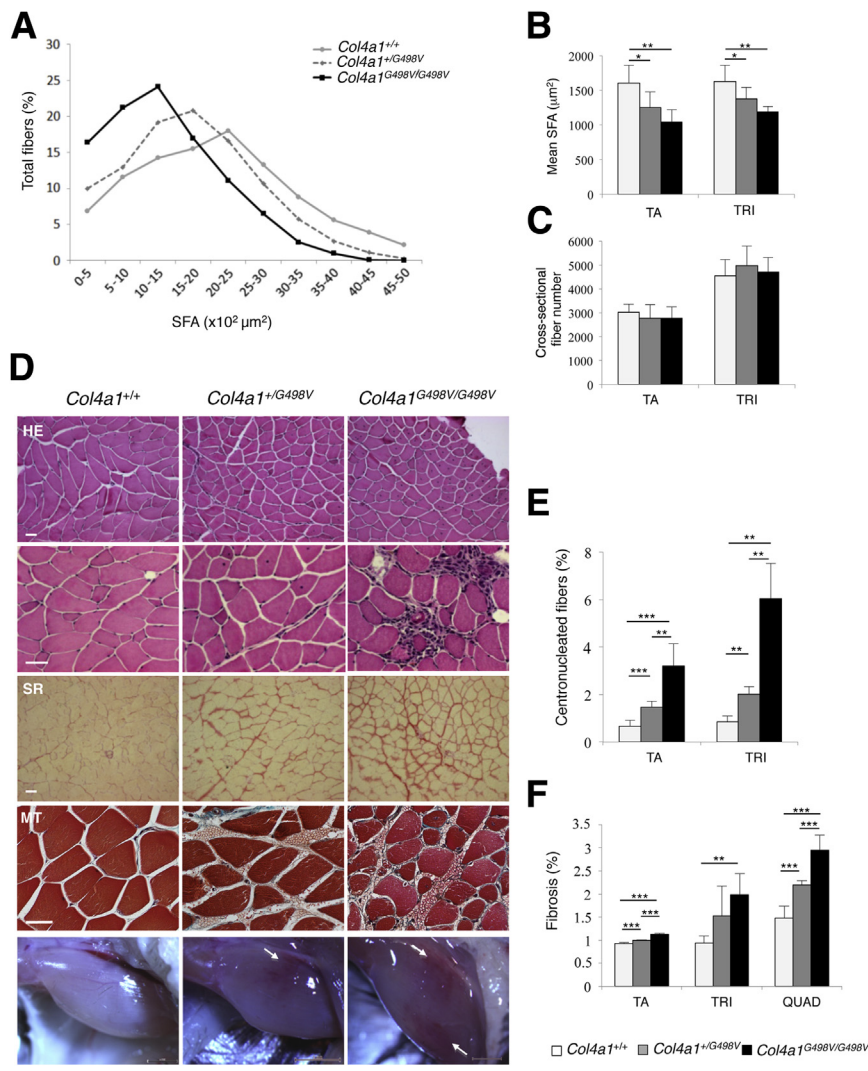 A
Total fibers (%)
30
25
20
15
10
5
0
0-5
5-10
10-15
15-20
20-25
25-30
30-35
35-40
40-45
45-50
SFA (x10² µm²)
Col4a1+/+
Col4a1+/G498V
Col4a1G498V/G498V
B
Mean SFA (µm²)
2000
1500
1000
500
0
**
*
**
*
TA
TRI
C
Cross-sectional
fiber number
6000
5000
4000
3000
2000
1000
0
TA
TRI
D
Col4a1+/+
Col4a1+/G498V
Col4a1G498V/G498V
HE
SR
MT
E
Centronucleated fibers (%)
8
6
4
2
0
***
**
***
**
**
**
TA
TRI
F
Fibrosis (%)
3.5
3
2.5
2
1.5
1
0.5
0
***
***
***
**
***
***
***
TA
TRI
QUAD
Col4a1+/+
Col4a1+/G498V
Col4a1G498V/G498V